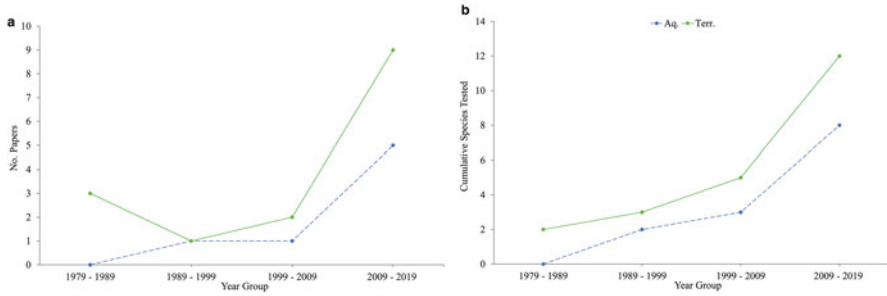 a
10
9
8
7
6
5
4
3
2
1
0
No. Papers
1979 - 1989
1989 - 1999
1999 - 2009
2009 - 2019
Year Group
b
Aq.
Terr.
14
12
10
8
6
4
2
0
Cumulative Species Tested
1979 - 1989
1989 - 1999
1999 - 2009
2009 - 2019
Year Group